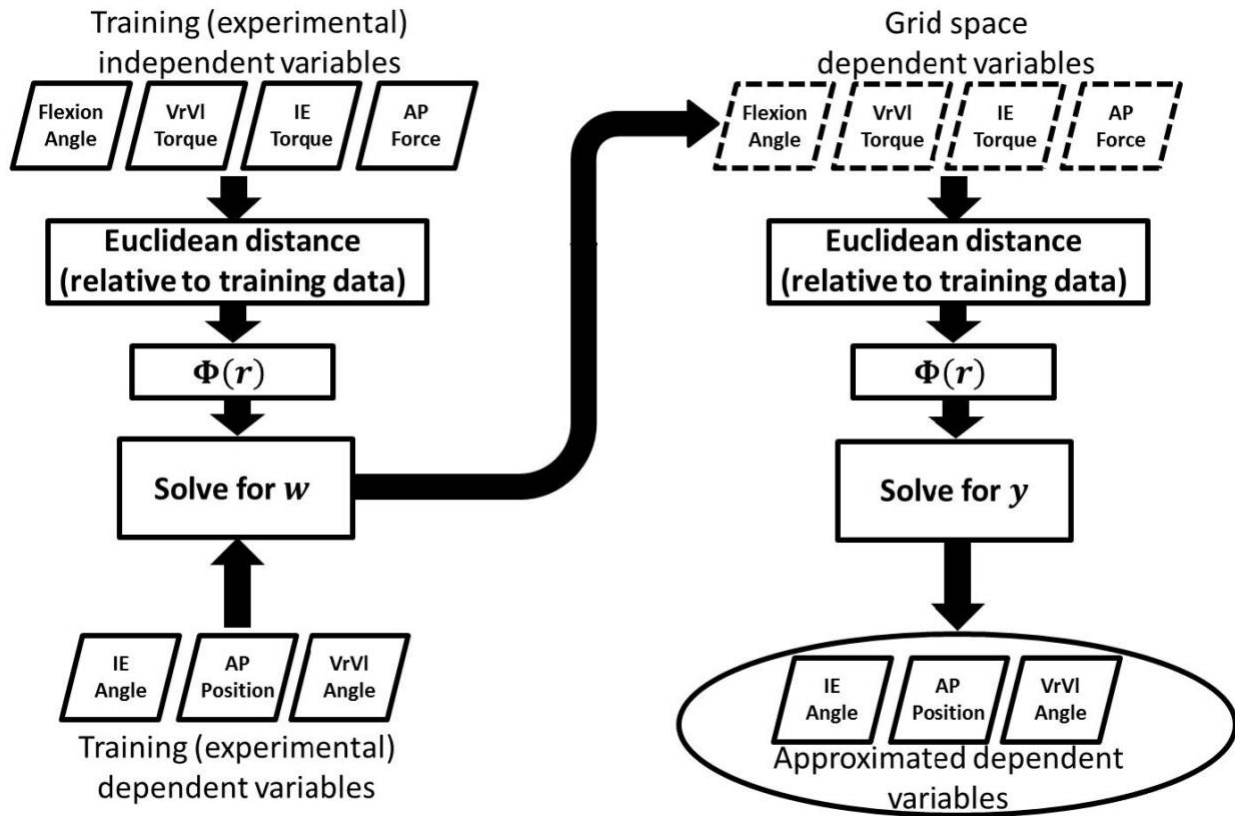 Training (experimental)
independent variables
Flexion
Angle
VrVl
Torque
IE
Torque
AP
Force
Euclidean distance
(relative to training data)
Φ(r)
Solve for w
IE
Angle
AP
Position
VrVl
Angle
Training (experimental)
dependent variables
Grid space
dependent variables
Flexion
Angle
VrVl
Torque
IE
Torque
AP
Force
Euclidean distance
(relative to training data)
Φ(r)
Solve for y
IE
Angle
AP
Position
VrVl
Angle
Approximated dependent
variables